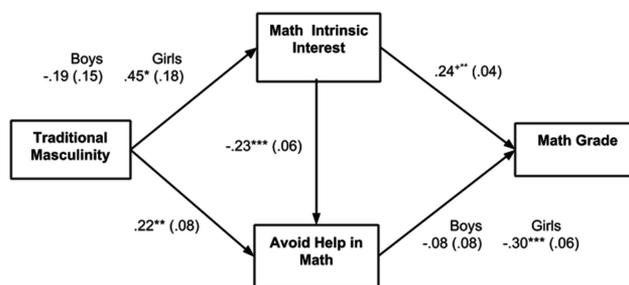 Math Intrinsic
Interest
Boys Girls
-.19 (.15) .45* (.18)
.24+** (.04)
Traditional
Masculinity
-.23*** (.06)
Math Grade
.22** (.08)
Avoid Help in
Math
Boys Girls
-.08 (.08) -.30*** (.06)